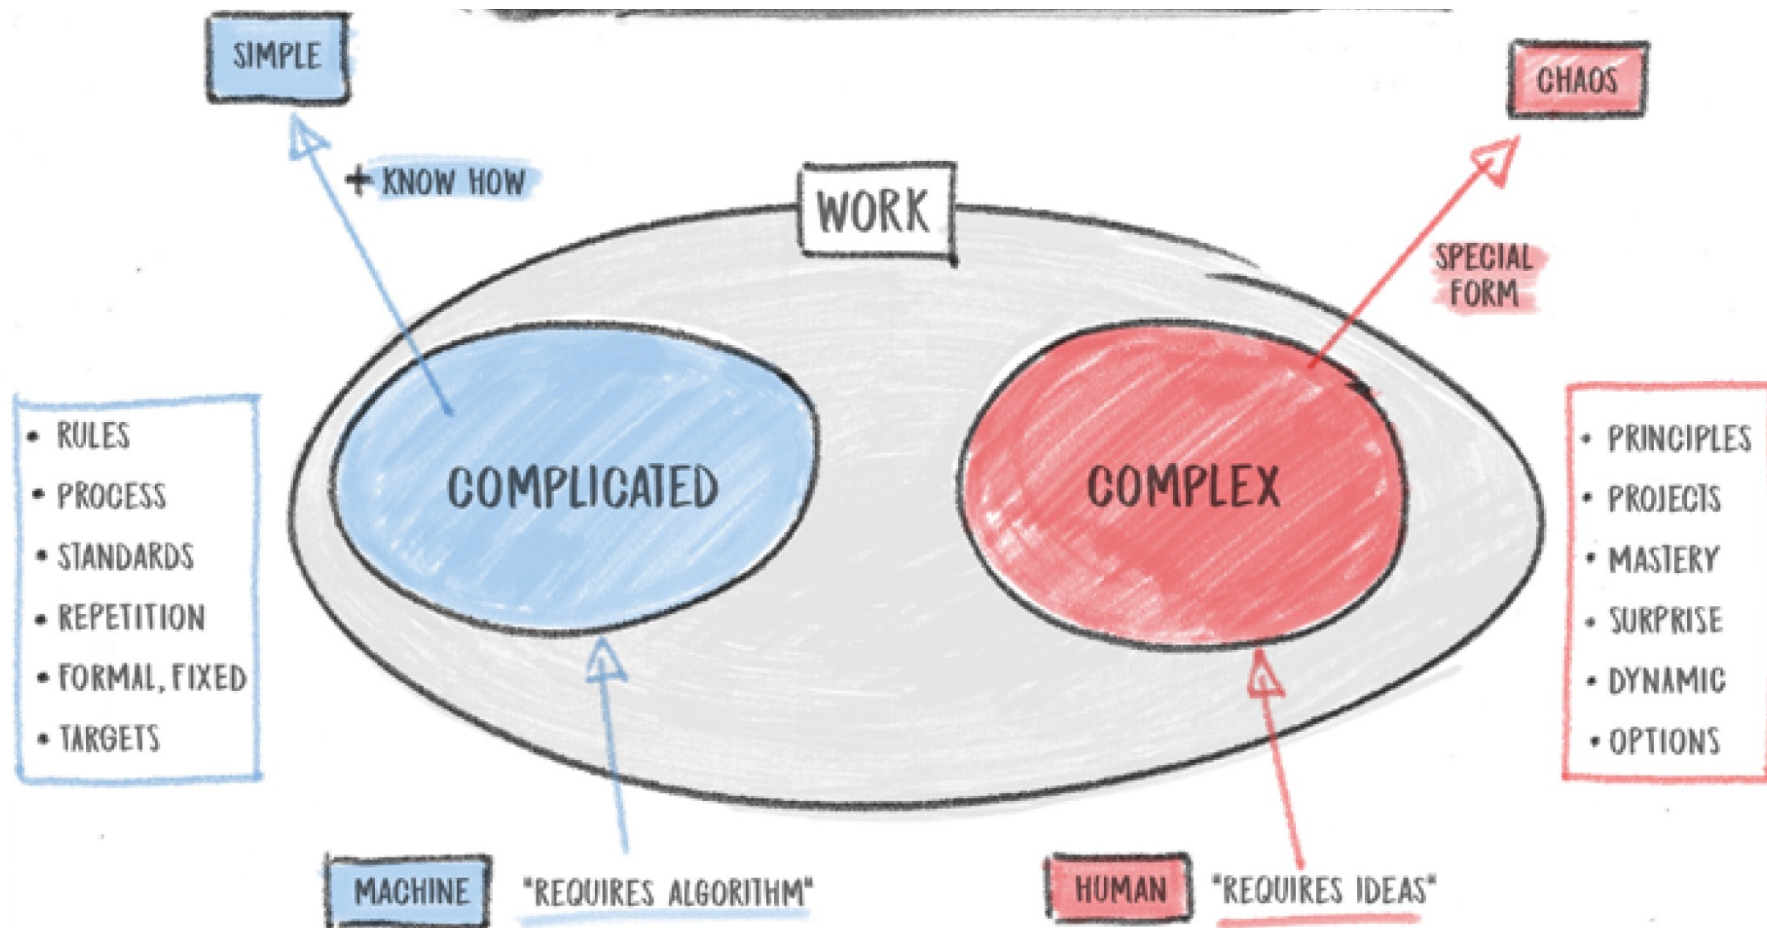 SIMPLE
CHAOS
+ KNOW HOW
WORK
SPECIAL
FORM
COMPLICATED
COMPLEX
• RULES
• PROCESS
• STANDARDS
• REPETITION
• FORMAL, FIXED
• TARGETS
• PRINCIPLES
• PROJECTS
• MASTERY
• SURPRISE
• DYNAMIC
• OPTIONS
MACHINE "REQUIRES ALGORITHM"
HUMAN "REQUIRES IDEAS"